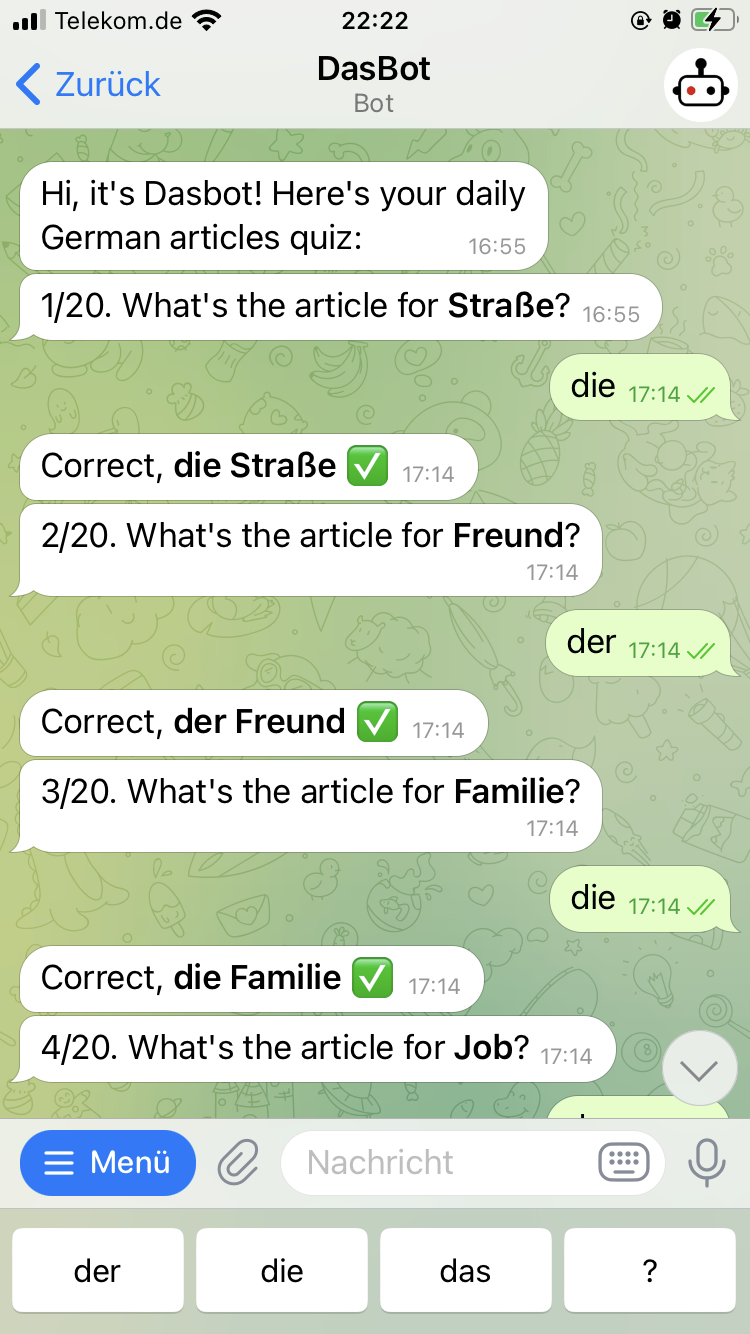 Telekom.de 22:22
Zurück
DasBot
Bot
Hi, it's Dasbot! Here's your daily
German articles quiz: 16:55
1/20. What's the article for Straße? 16:55
die 17:14
Correct, die Straße ✅ 17:14
2/20. What's the article for Freund?
17:14
der 17:14
Correct, der Freund ✅ 17:14
3/20. What's the article for Familie?
17:14
die 17:14
Correct, die Familie ✅ 17:14
4/20. What's the article for Job? 17:14
Menü Nachricht
der die das ?